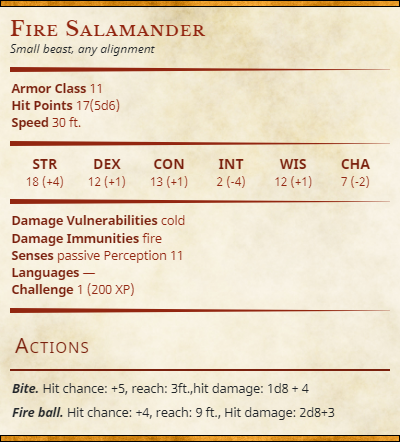 Fire Salamander
Small beast, any alignment
Armor Class 11
Hit Points 17(5d6)
Speed 30 ft.
STR DEX CON INT WIS CHA
18 (+4) 12 (+1) 13 (+1) 2 (-4) 12 (+1) 7 (-2)
Damage Vulnerabilities cold
Damage Immunities fire
Senses passive Perception 11
Languages —
Challenge 1 (200 XP)
Actions
Bite. Hit chance: +5, reach: 3ft.,hit damage: 1d8 + 4
Fire ball. Hit chance: +4, reach: 9 ft., Hit damage: 2d8+3